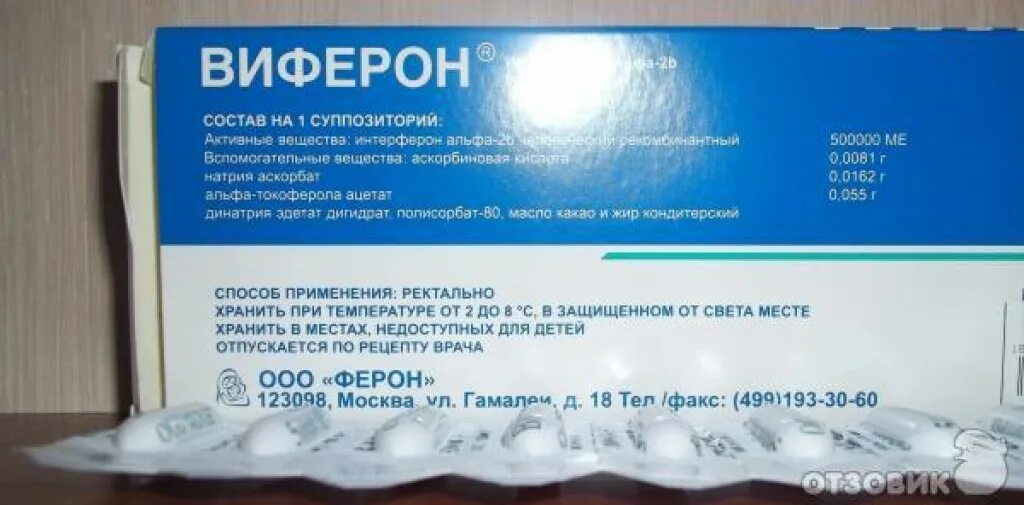 ВИФЕРОН®
фа-2b
СОСТАВ НА 1 СУППОЗИТОРИЙ:
Активные вещества: интерферон альфа-2b человеческий рекомбинантный 500000 МЕ
Вспомогательные вещества: аскорбиновая кислота 0,0081 г
натрия аскорбат 0,0162 г
альфа-токоферола ацетат 0,055 г
динатрия эдетат дигидрат, полисорбат-80, масло какао и жир кондитерский
СПОСОБ ПРИМЕНЕНИЯ: РЕКТАЛЬНО
ХРАНИТЬ ПРИ ТЕМПЕРАТУРЕ ОТ 2 ДО 8 °С, В ЗАЩИЩЕННОМ ОТ СВЕТА МЕСТЕ
ХРАНИТЬ В МЕСТАХ, НЕДОСТУПНЫХ ДЛЯ ДЕТЕЙ
ОТПУСКАЕТСЯ ПО РЕЦЕПТУ ВРАЧА
ООО «ФЕРОН»
123098, Москва, ул. Гамалеи, д. 18 Тел /факс: (499)193-30-60
ОТЗОВИК